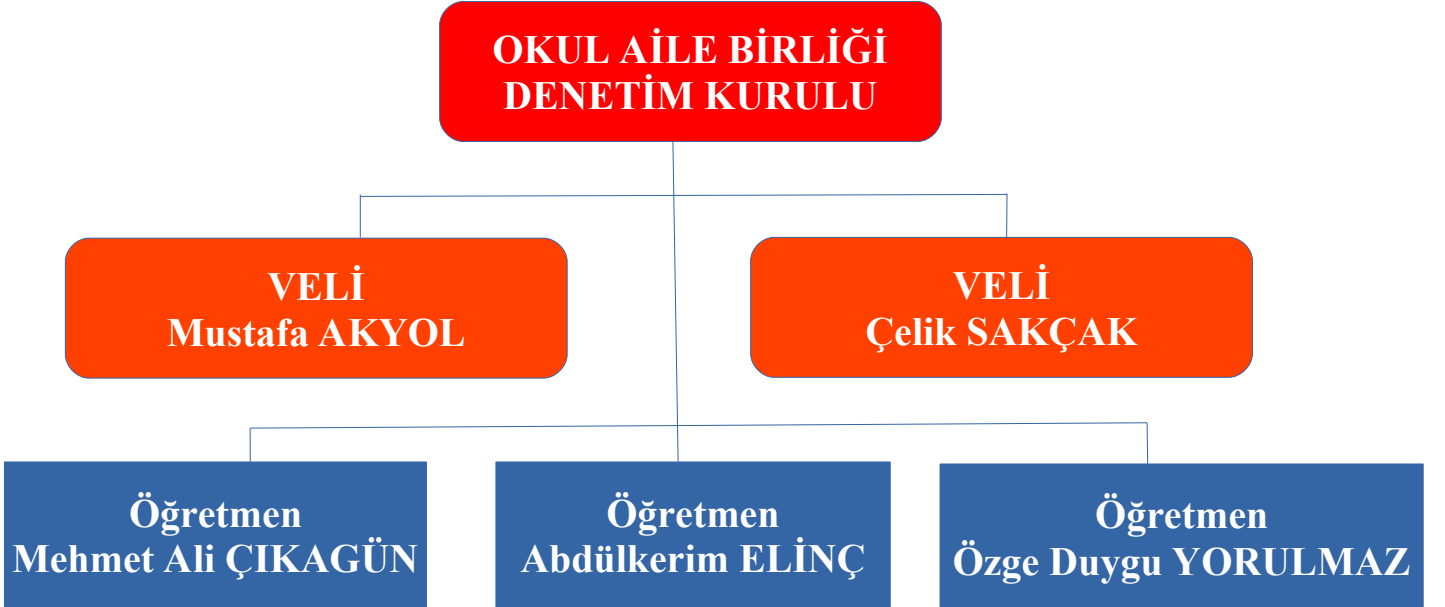 OKUL AİLE BİRLİĞİ
DENETİM KURULU
VELİ
Mustafa AKYOL
VELİ
Çelik SAKÇAK
Öğretmen
Mehmet Ali ÇIKAGÜN
Öğretmen
Abdülkerim ELİNÇ
Öğretmen
Özge Duygu YORULMAZ